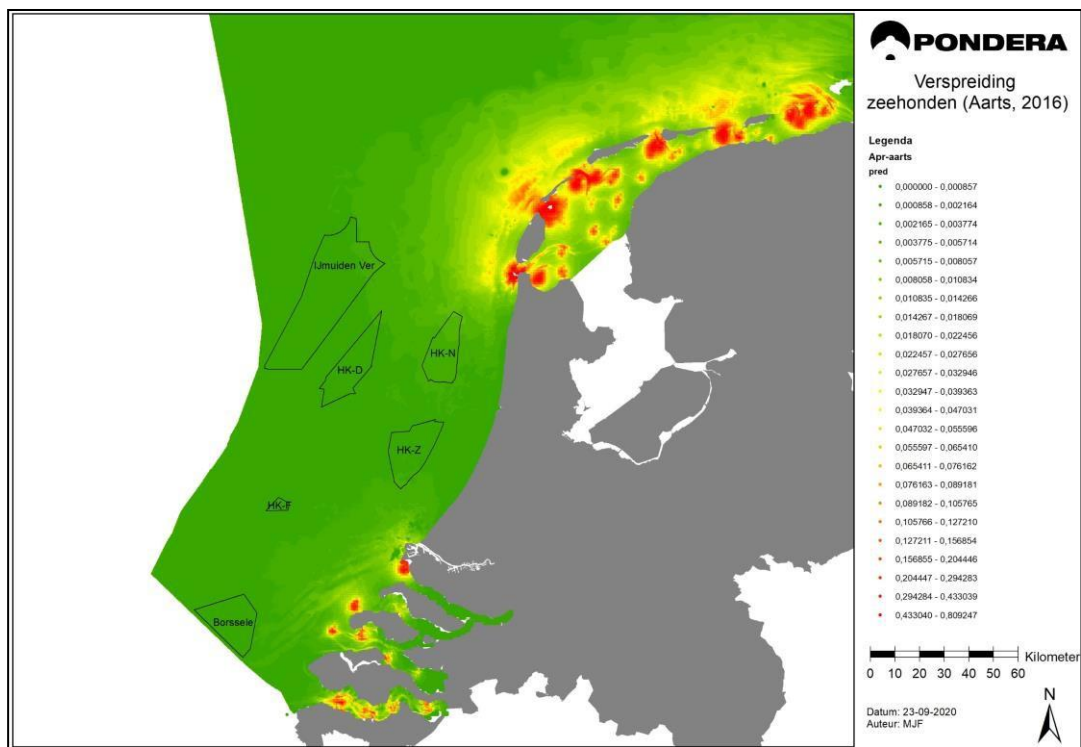 PONDERA
Verspreiding
zeehonden (Aarts, 2016)
Legenda
Apr-aarts
pred
0,000000 - 0,000857
0,000858 - 0,002164
0,002165 - 0,003774
0,003775 - 0,005714
0,005715 - 0,008057
0,008058 - 0,010834
0,010835 - 0,014266
0,014267 - 0,018069
0,018070 - 0,022456
0,022457 - 0,027656
0,027657 - 0,032946
0,032947 - 0,039363
0,039364 - 0,047031
0,047032 - 0,055596
0,055597 - 0,065410
0,065411 - 0,076162
0,076163 - 0,089181
0,089182 - 0,105765
0,105766 - 0,127210
0,127211 - 0,156854
0,156855 - 0,204446
0,204447 - 0,294283
0,294284 - 0,433039
0,433040 - 0,809247
Kilometer
0 10 20 30 40 50 60
N
Datum: 23-09-2020
Auteur: MJF
IJmuiden Ver
HK-N
HK-D
HK-Z
HK-F
Borssele